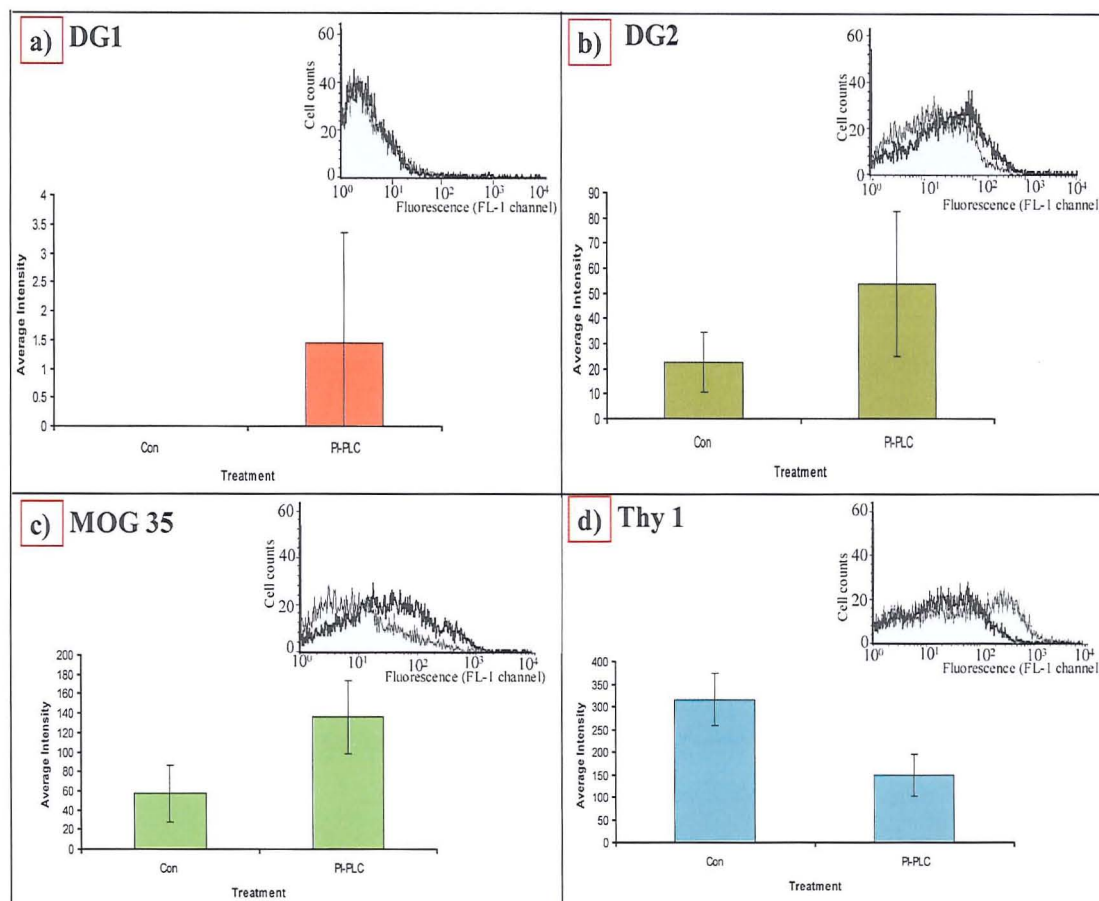 a) DG1
60
40
20
0
Cell counts
10⁰ 10¹ 10² 10³ 10⁴
Fluorescence (FL-1 channel)
4
3.5
3
2.5
2
1.5
1
0.5
0
Average Intensity
Con PI-PLC
Treatment
b) DG2
60
40
20
0
Cell counts
10⁰ 10¹ 10² 10³ 10⁴
Fluorescence (FL-1 channel
90
80
70
60
50
40
30
20
10
0
Average Intensity
Con PI-PLC
Treatment
c) MOG 35
60
40
20
0
Cell counts
10⁰ 10¹ 10² 10³ 10⁴
Fluorescence (FL-1 channel)
200
180
160
140
120
100
80
60
40
20
0
Average Intensity
Con PI-PLC
Treatment
d) Thy 1
60
40
20
0
Cell counts
10⁰ 10¹ 10² 10³ 10⁴
Fluorescence (FL-1 channel)
400
350
300
250
200
150
100
50
0
Average Intensity
Con PI-PLC
Treatment